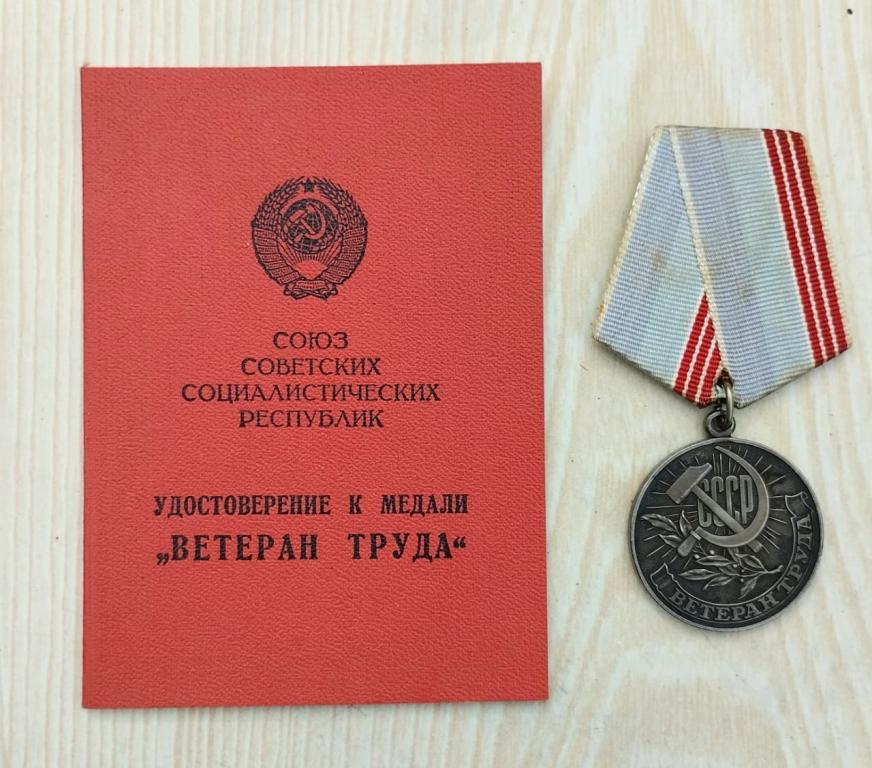 СОЮЗ
СОВЕТСКИХ
СОЦИАЛИСТИЧЕСКИХ
РЕСПУБЛИК
УДОСТОВЕРЕНИЕ К МЕДАЛИ
„ВЕТЕРАН ТРУДА“
СССР
ВЕТЕРАН ТРУДА